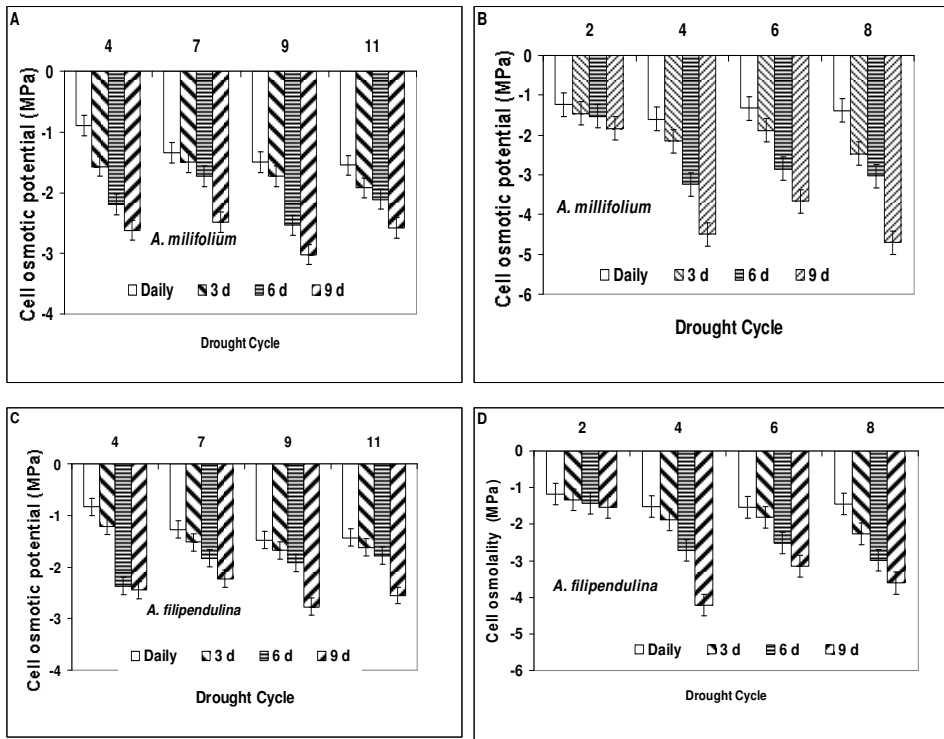 A
4 7 9 11
0
-1
-2
-3
-4
Cell osmotic potential (MPa)
A. milifolium
Daily 3 d 6 d 9 d
Drought Cycle
B
2 4 6 8
0
-1
-2
-3
-4
-5
-6
Cell osmotic potential (MPa)
A. millifolium
Daily 3 d 6 d 9 d
Drought Cycle
C
4 7 9 11
0
-1
-2
-3
-4
Cell osmotic potential (MPa)
A. filipendulina
Daily 3 d 6 d 9 d
Drought Cycle
D
2 4 6 8
0
-1
-2
-3
-4
-5
-6
Cell osmolality (MPa)
A. filipendulina
Daily 3 d 6 d 9 d
Drought Cycle